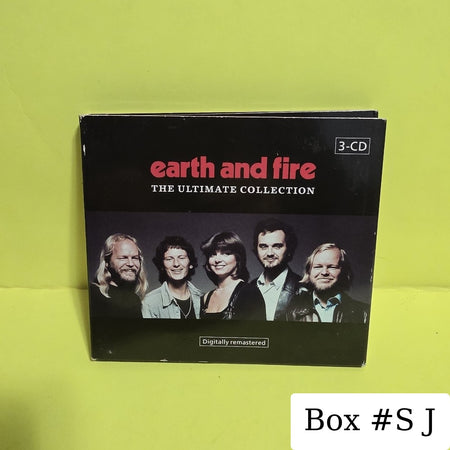 3-CD
earth and fire
THE ULTIMATE COLLECTION
Digitally remastered
Box #S J